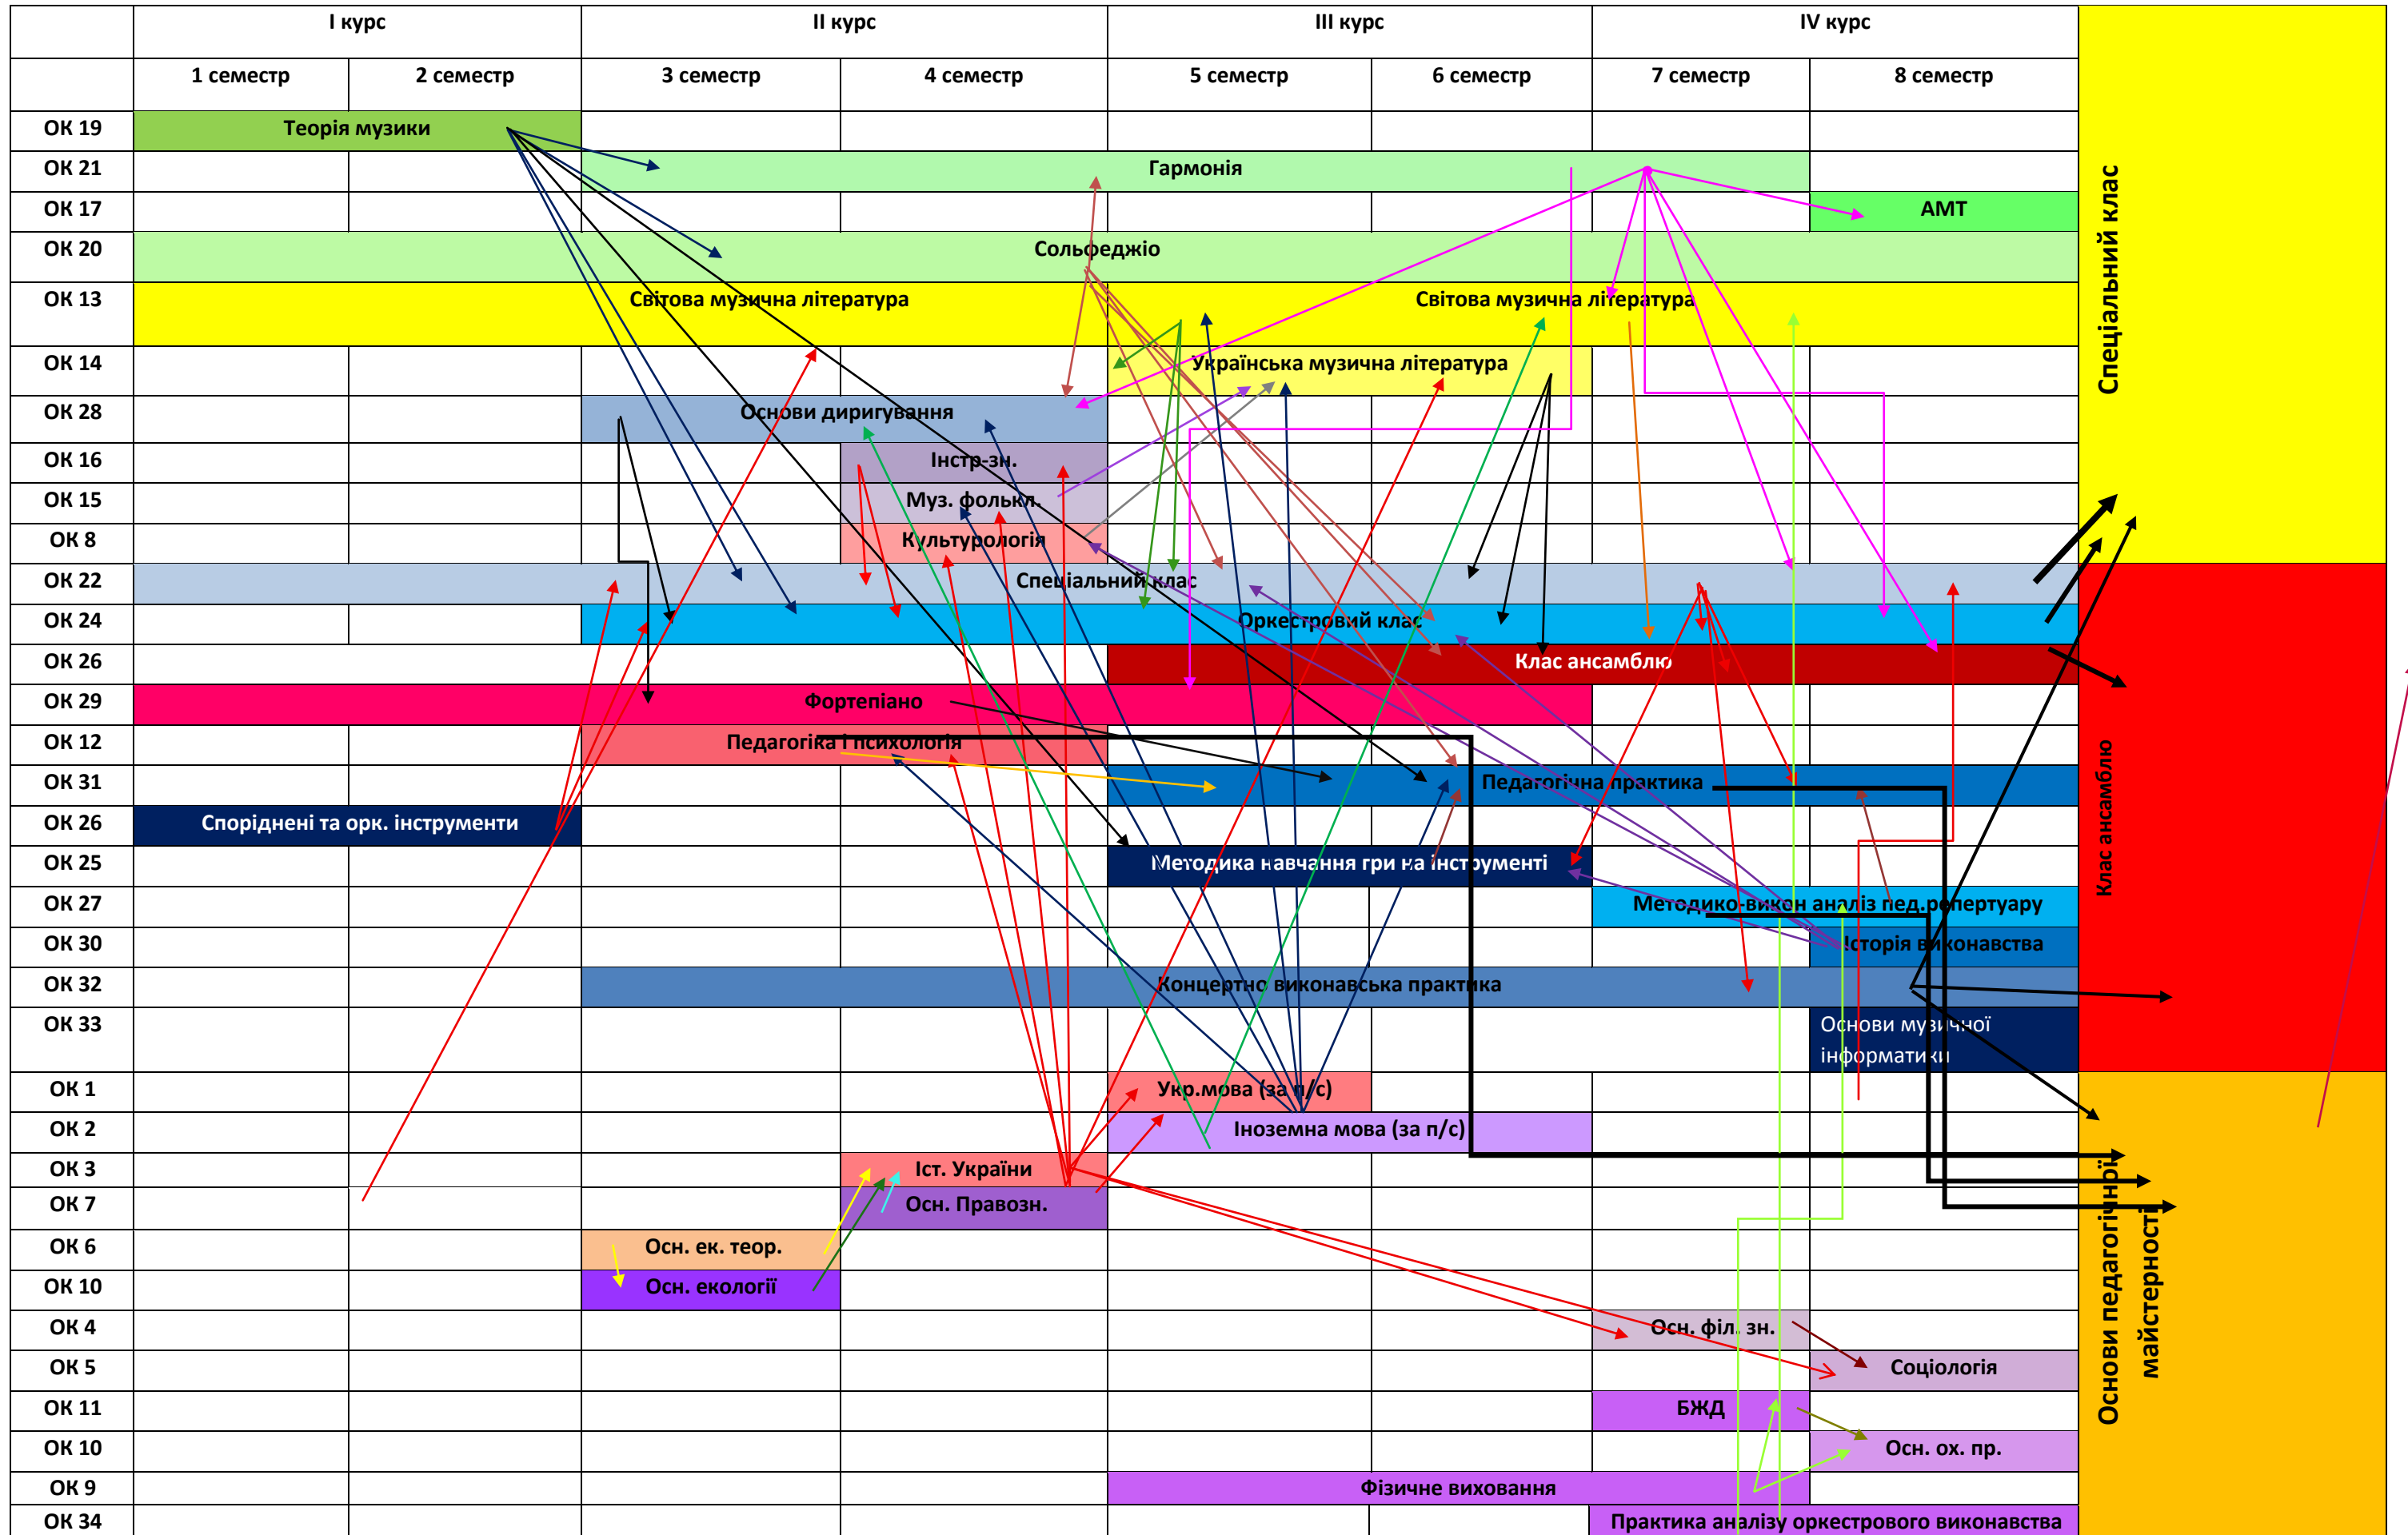 І курс ІІ курс ІІІ курс IV курс
1 семестр 2 семестр 3 семестр 4 семестр 5 семестр 6 семестр 7 семестр 8 семестр
ОК 19 Теорія музики
ОК 21 Гармонія
ОК 17 АМТ
ОК 20 Сольфеджіо
ОК 13 Світова музична література Світова музична література
ОК 14 Українська музична література
ОК 28 Основи диригування
ОК 16 Інстр-зн.
ОК 15 Муз. фолькл.
ОК 8 Культурологія
ОК 22 Спеціальний клас
ОК 24 Оркестровий клас
ОК 26 Клас ансамблю
ОК 29 Фортепіано
ОК 12 Педагогіка і психологія
ОК 31 Педагогічна практика
ОК 26 Споріднені та орк. інструменти
ОК 25 Методика навчання гри на інструменті
ОК 27 Методико-викон аналіз пед.репертуару
ОК 30 Історія виконавства
ОК 32 Концертно виконавська практика
ОК 33 Основи музичної
інформатики
ОК 1 Укр.мова (за п/с)
ОК 2 Іноземна мова (за п/с)
ОК 3 Іст. України
ОК 7 Осн. Правозн.
ОК 6 Осн. ек. теор.
ОК 10 Осн. екології
ОК 4 Осн. філ. зн.
ОК 5 Соціологія
ОК 11 БЖД
ОК 10 Осн. ох. пр.
ОК 9 Фізичне виховання
ОК 34 Практика аналізу оркестрового виконавства
Спеціальний клас
Клас ансамблю
Основи педагогічної
майстерності